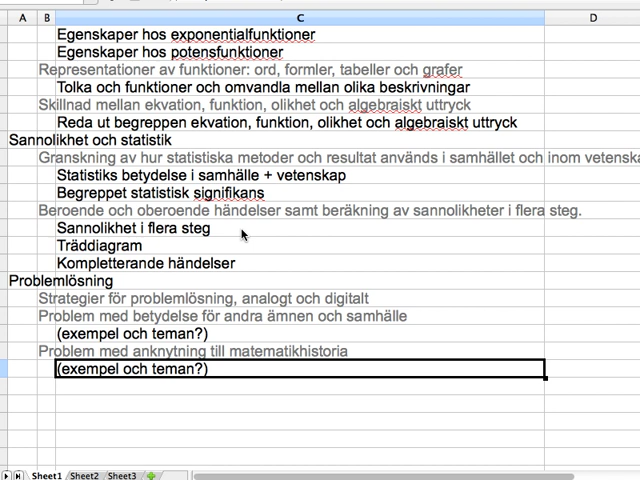 A B C D
Egenskaper hos exponentialfunktioner
Egenskaper hos potensfunktioner
Representationer av funktioner: ord, formler, tabeller och grafer
Tolka och funktioner och omvandla mellan olika beskrivningar
Skillnad mellan ekvation, funktion, olikhet och algebraiskt uttryck
Reda ut begreppen ekvation, funktion, olikhet och algebraiskt uttryck
Sannolikhet och statistik
Granskning av hur statistiska metoder och resultat används i samhället och inom vetenska
Statistiks betydelse i samhälle + vetenskap
Begreppet statistisk signifikans
Beroende och oberoende händelser samt beräkning av sannolikheter i flera steg.
Sannolikhet i flera steg
Träddiagram
Kompletterande händelser
Problemlösning
Strategier för problemlösning, analogt och digitalt
Problem med betydelse för andra ämnen och samhälle
(exempel och teman?)
Problem med anknytning till matematikhistoria
(exempel och teman?)
Sheet1 Sheet2 Sheet3